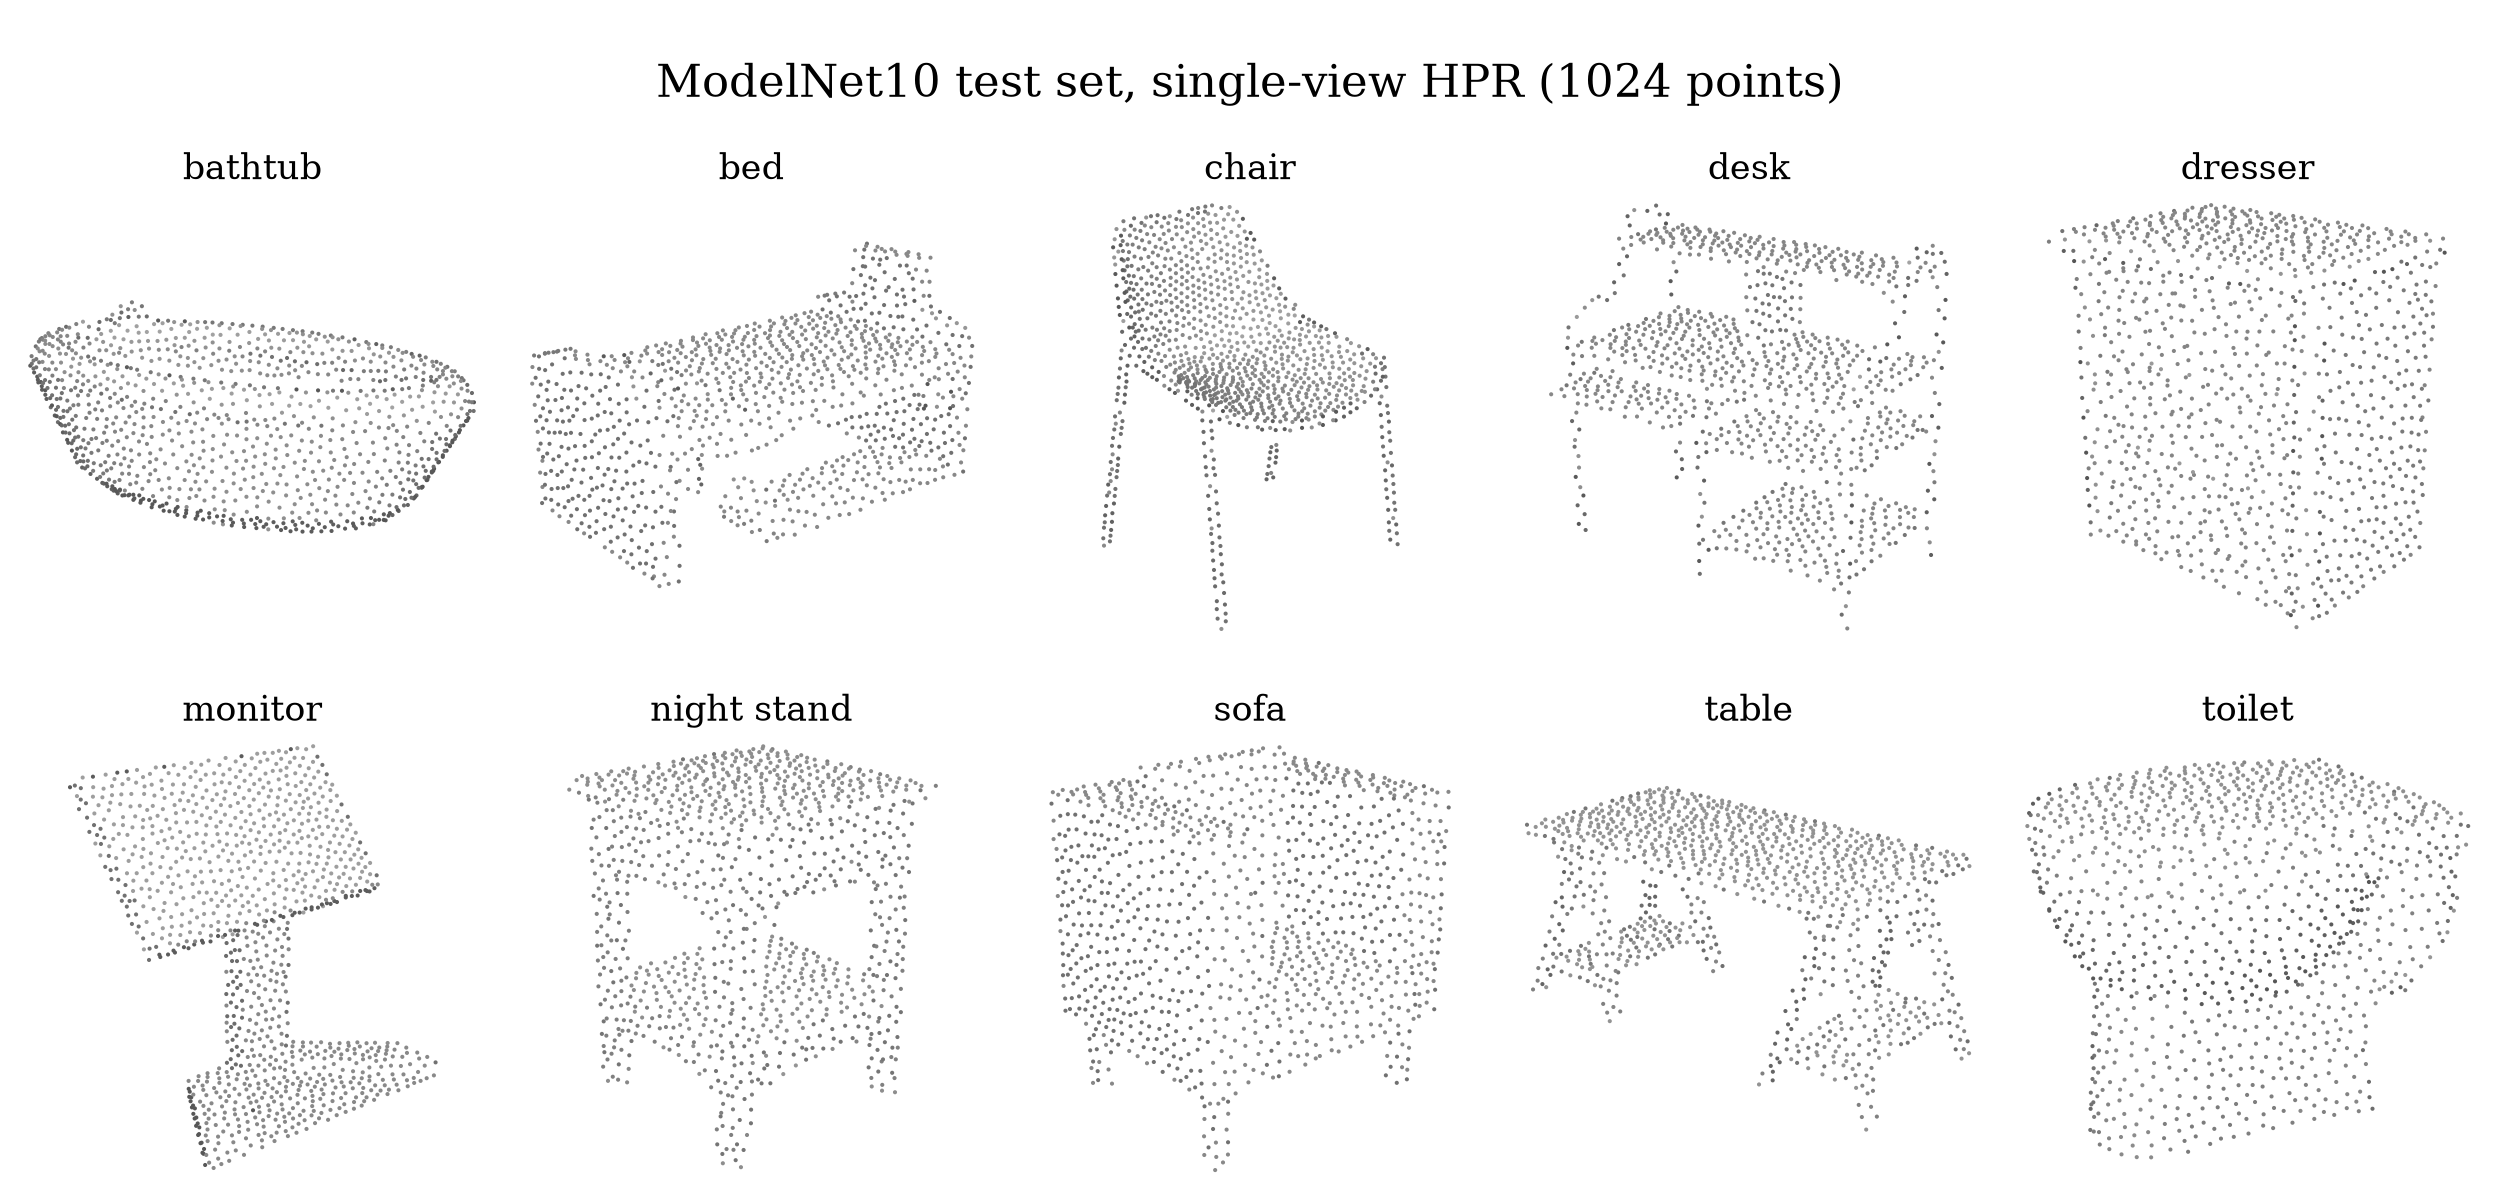 ModelNet10 test set, single-view HPR (1024 points)
bathtub
bed
chair
desk
dresser
monitor
night stand
sofa
table
toilet